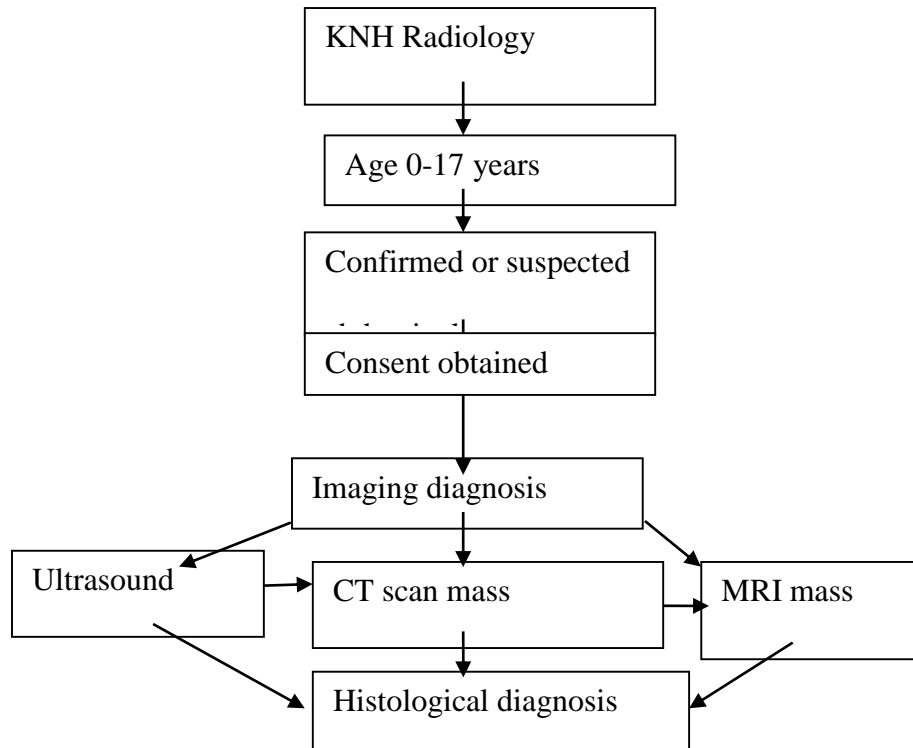 KNH Radiology
Age 0-17 years
Confirmed or suspected
Consent obtained
Imaging diagnosis
Ultrasound
CT scan mass
MRI mass
Histological diagnosis